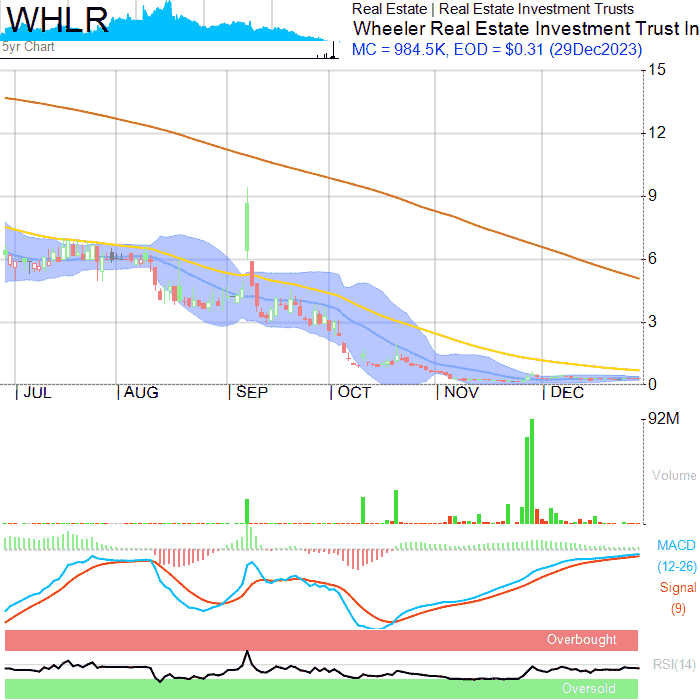 WHLR
5yr Chart
Real Estate | Real Estate Investment Trusts
Wheeler Real Estate Investment Trust In
MC = 984.5K, EOD = $0.31 (29Dec2023)
15
12
9
6
3
0
| JUL | AUG | SEP | OCT | NOV | DEC
92M
Volume
MACD
(12-26)
Signal
(9)
Overbought
RSI(14)
Oversold